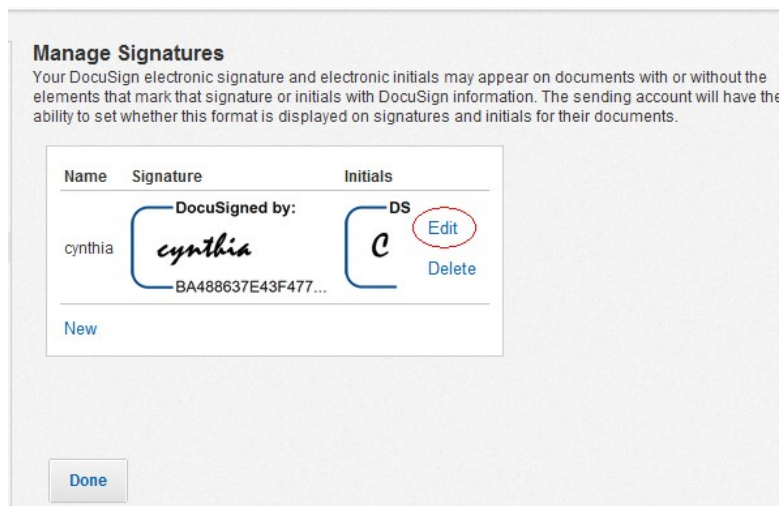 Manage Signatures
Your DocuSign electronic signature and electronic initials may appear on documents with or without the
elements that mark that signature or initials with DocuSign information. The sending account will have the
ability to set whether this format is displayed on signatures and initials for their documents.
Name Signature Initials
DocuSigned by: DS
cynthia cynthia C Edit
Delete
BA488637E43F477...
New
Done